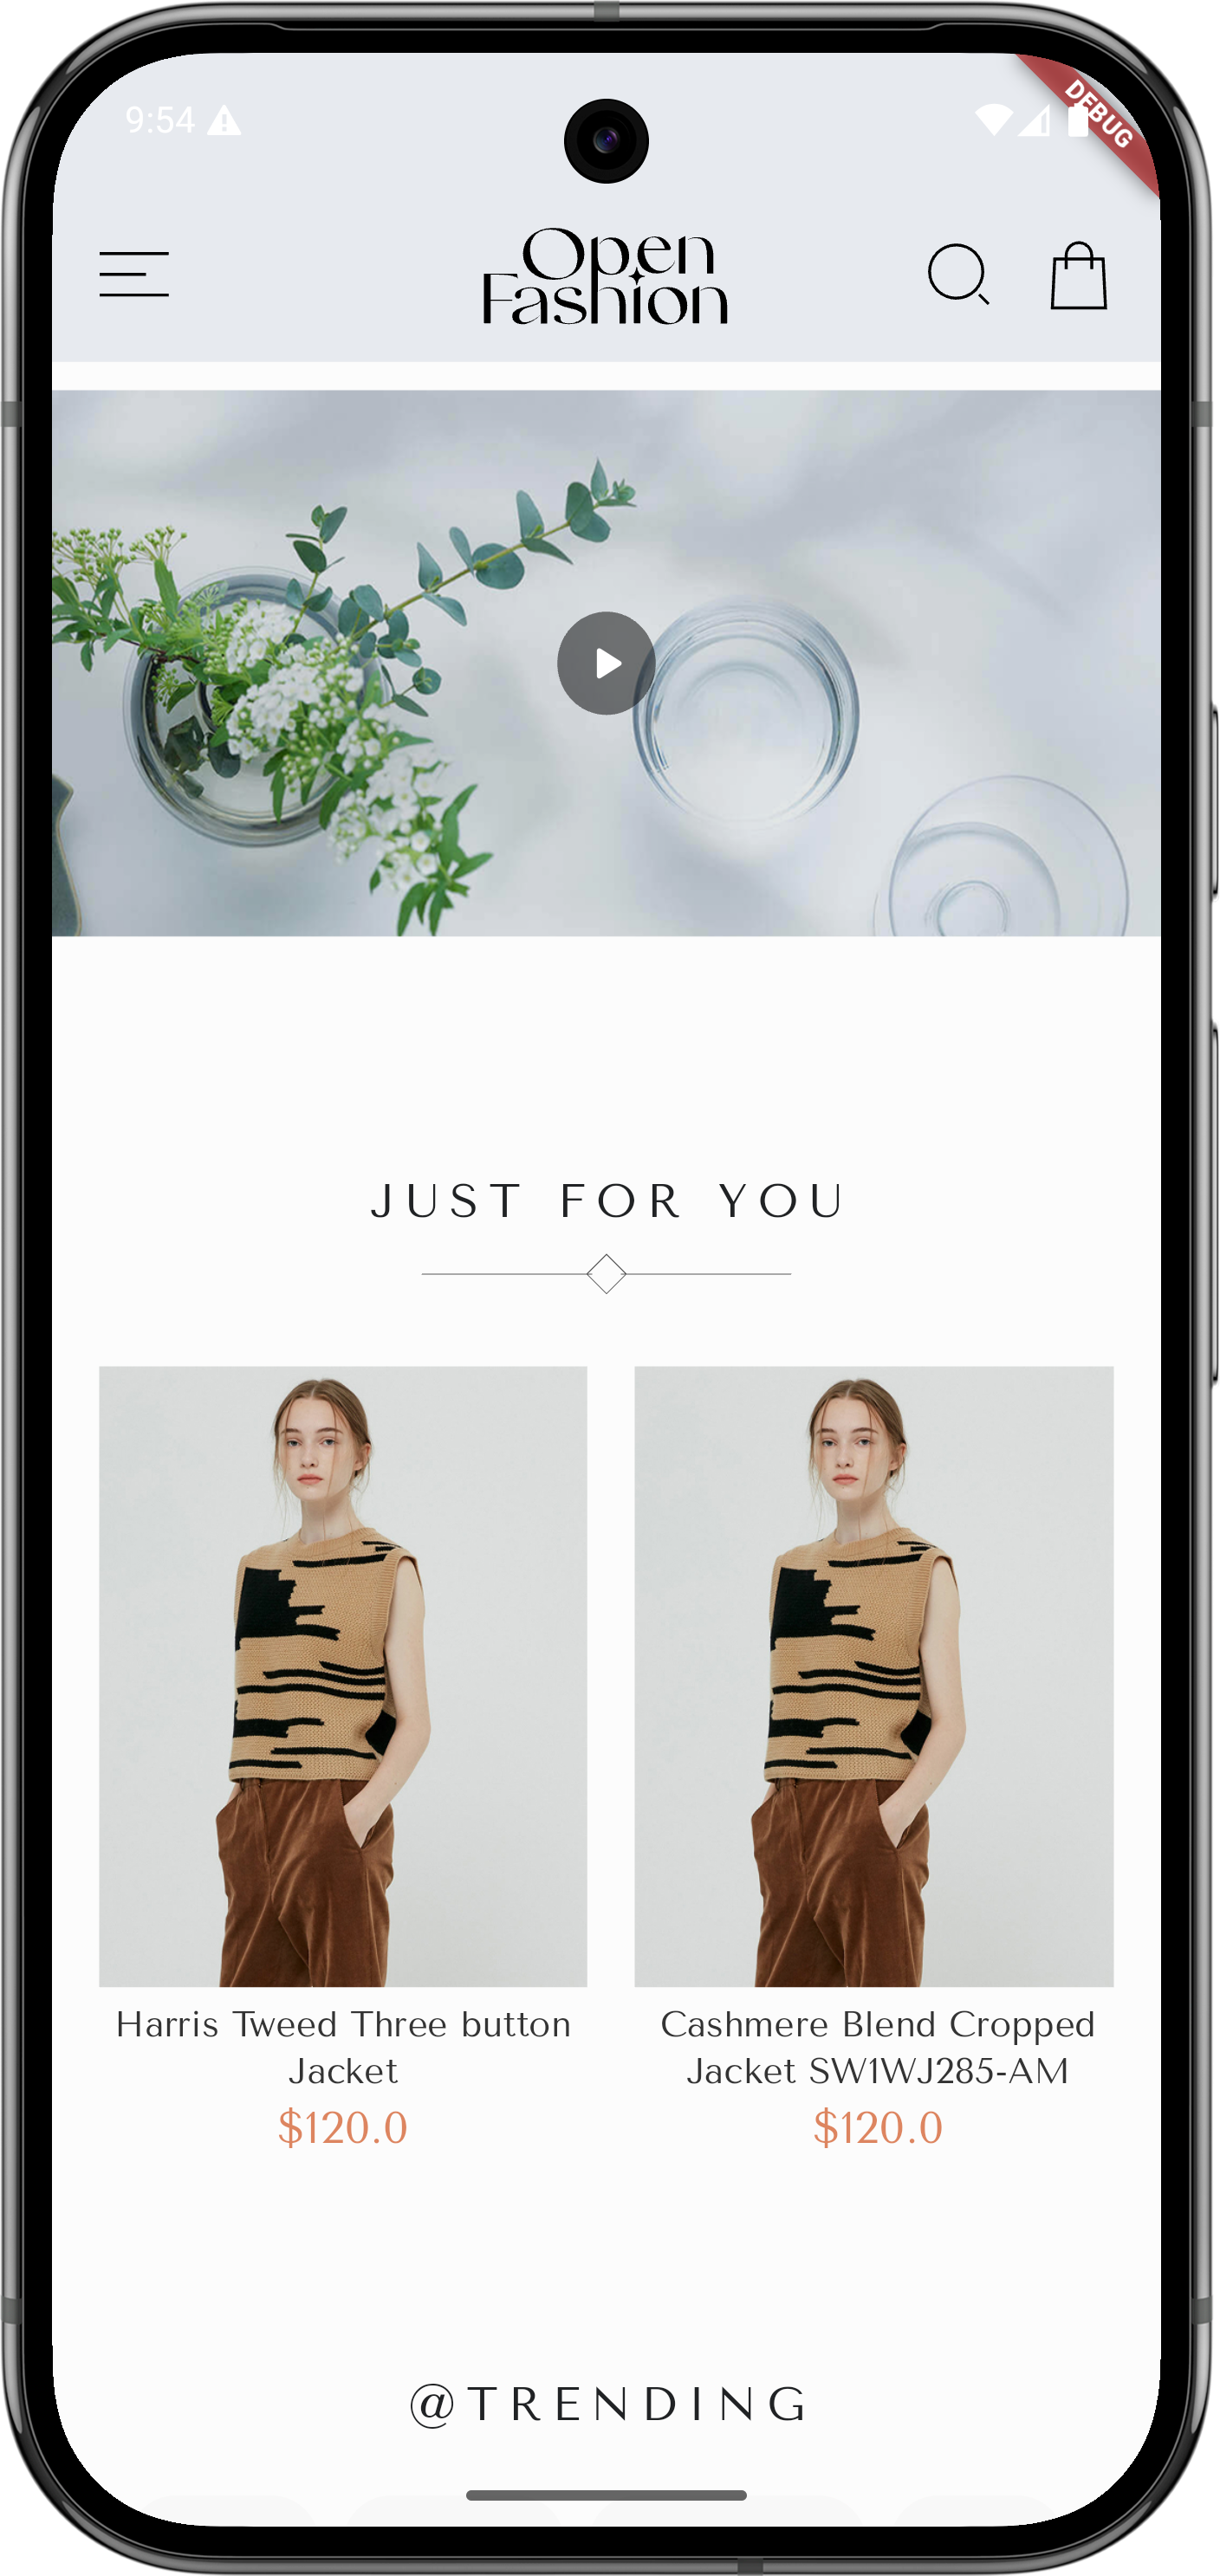 9:54
DEBUG
Open
Fashion
JUST FOR YOU
Harris Tweed Three button
Jacket
$120.0
Cashmere Blend Cropped
Jacket SW1WJ285-AM
$120.0
@TRENDING